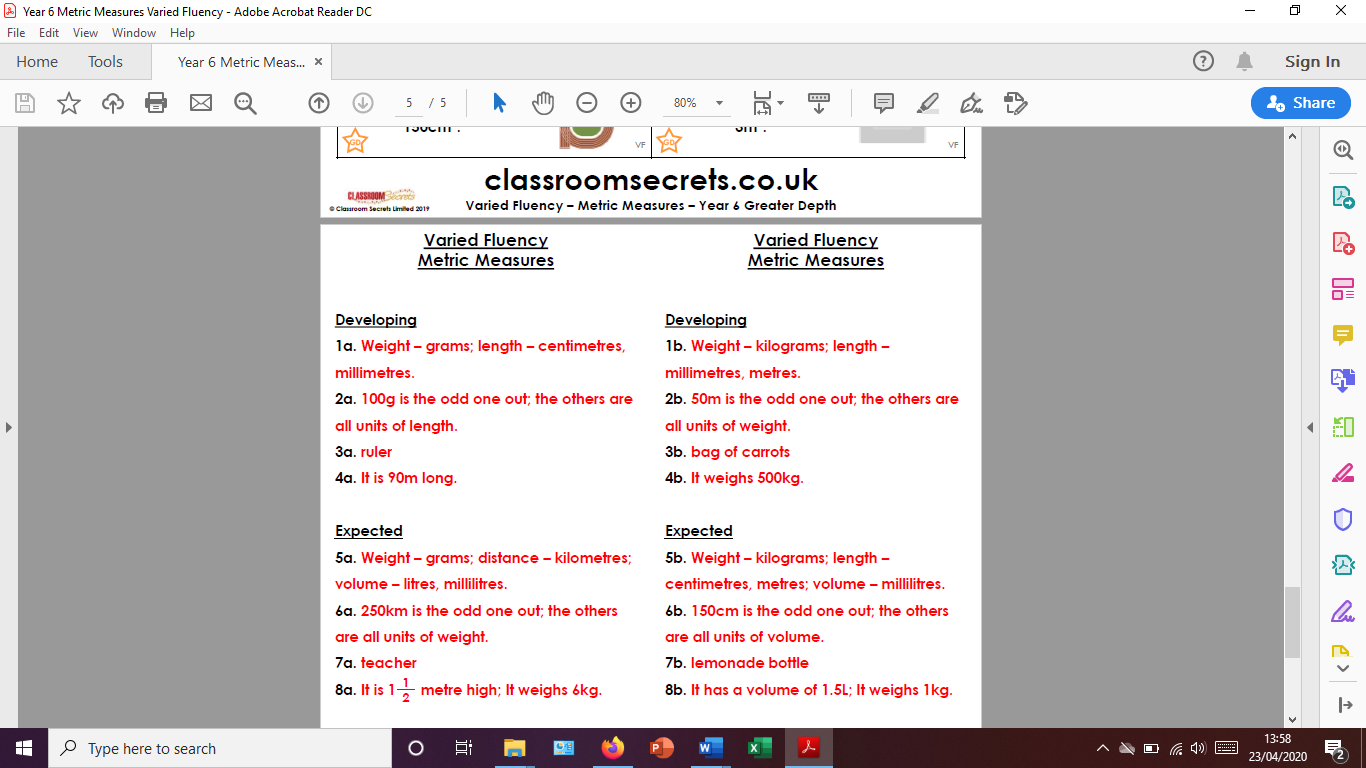 Year 6 Metric Measures Varied Fluency - Adobe Acrobat Reader DC
File Edit View Window Help
Home Tools Year 6 Metric Meas... × Sign In
5 / 5 80% Share
150cm². 3m².
GD VF GD VF
classroomsecrets.co.uk
CLASSROOM Secrets
© Classroom Secrets Limited 2019
Varied Fluency – Metric Measures – Year 6 Greater Depth
Varied Fluency
Metric Measures
Developing
1a. Weight – grams; length – centimetres,
millimetres.
2a. 100g is the odd one out; the others are
all units of length.
3a. ruler
4a. It is 90m long.
Expected
5a. Weight – grams; distance – kilometres;
volume – litres, millilitres.
6a. 250km is the odd one out; the others
are all units of weight.
7a. teacher
8a. It is 1 1/2 metre high; It weighs 6kg.
Varied Fluency
Metric Measures
Developing
1b. Weight – kilograms; length –
millimetres, metres.
2b. 50m is the odd one out; the others are
all units of weight.
3b. bag of carrots
4b. It weighs 500kg.
Expected
5b. Weight – kilograms; length –
centimetres, metres; volume – millilitres.
6b. 150cm is the odd one out; the others
are all units of volume.
7b. lemonade bottle
8b. It has a volume of 1.5L; It weighs 1kg.
Type here to search
13:58
23/04/2020
2